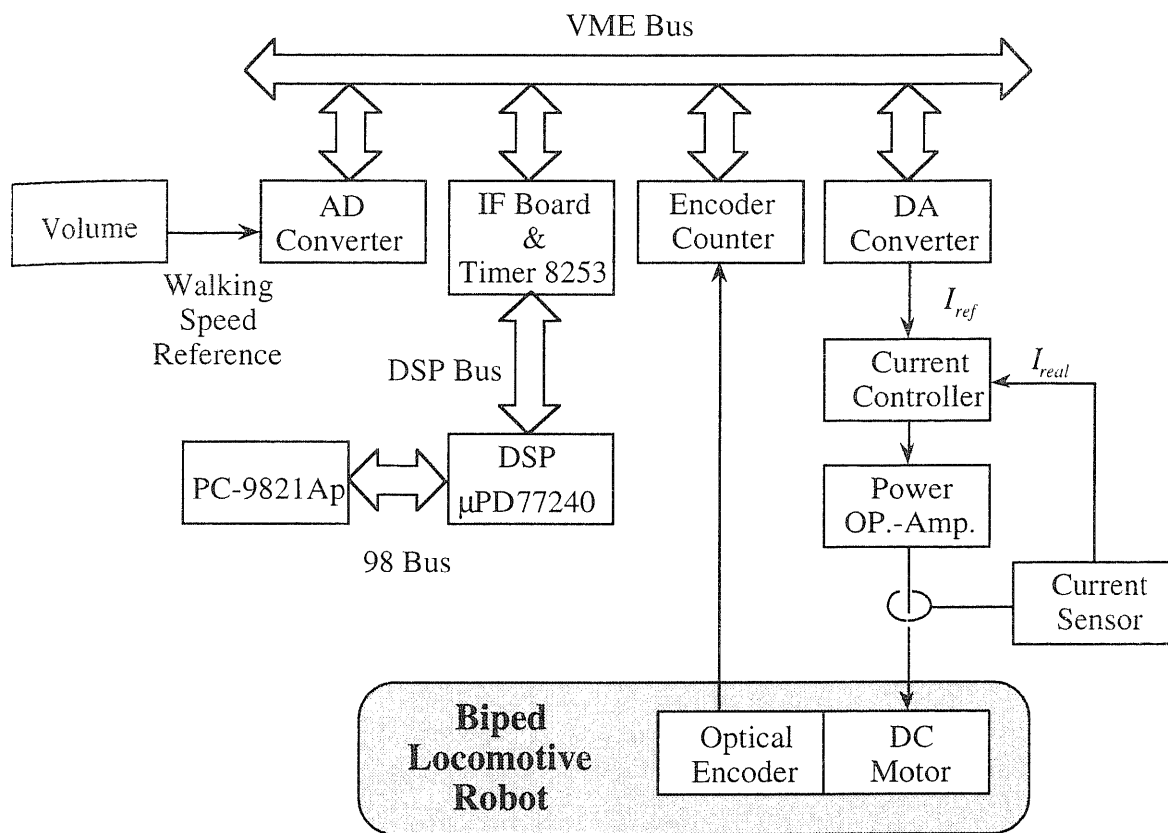 VME Bus
Volume
AD
Converter
IF Board
&
Timer 8253
Encoder
Counter
DA
Converter
Walking
Speed
Reference
I_ref
DSP Bus
Current
Controller
I_real
PC-9821Ap
DSP
μPD77240
Power
OP.-Amp.
98 Bus
Current
Sensor
Biped
Locomotive
Robot
Optical
Encoder
DC
Motor